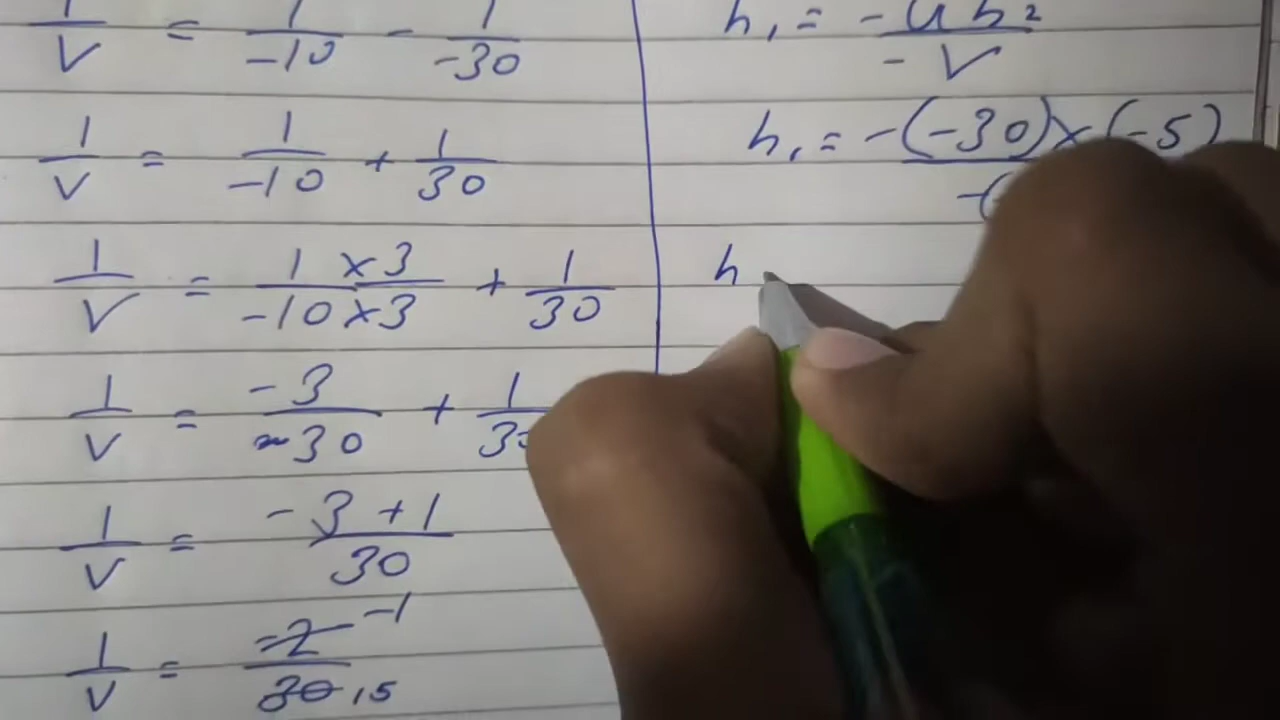 1/V = 1/-10 - 1/-30
1/V = 1/-10 + 1/30
1/V = 1 x 3/-10 x 3 + 1/30
1/V = -3/-30 + 1/3
1/V = -3 + 1/30
1/V = -2 -1/30 15
h₁ = -uh₂/-V
h₁ = -(-30) x (-5)/-(
h